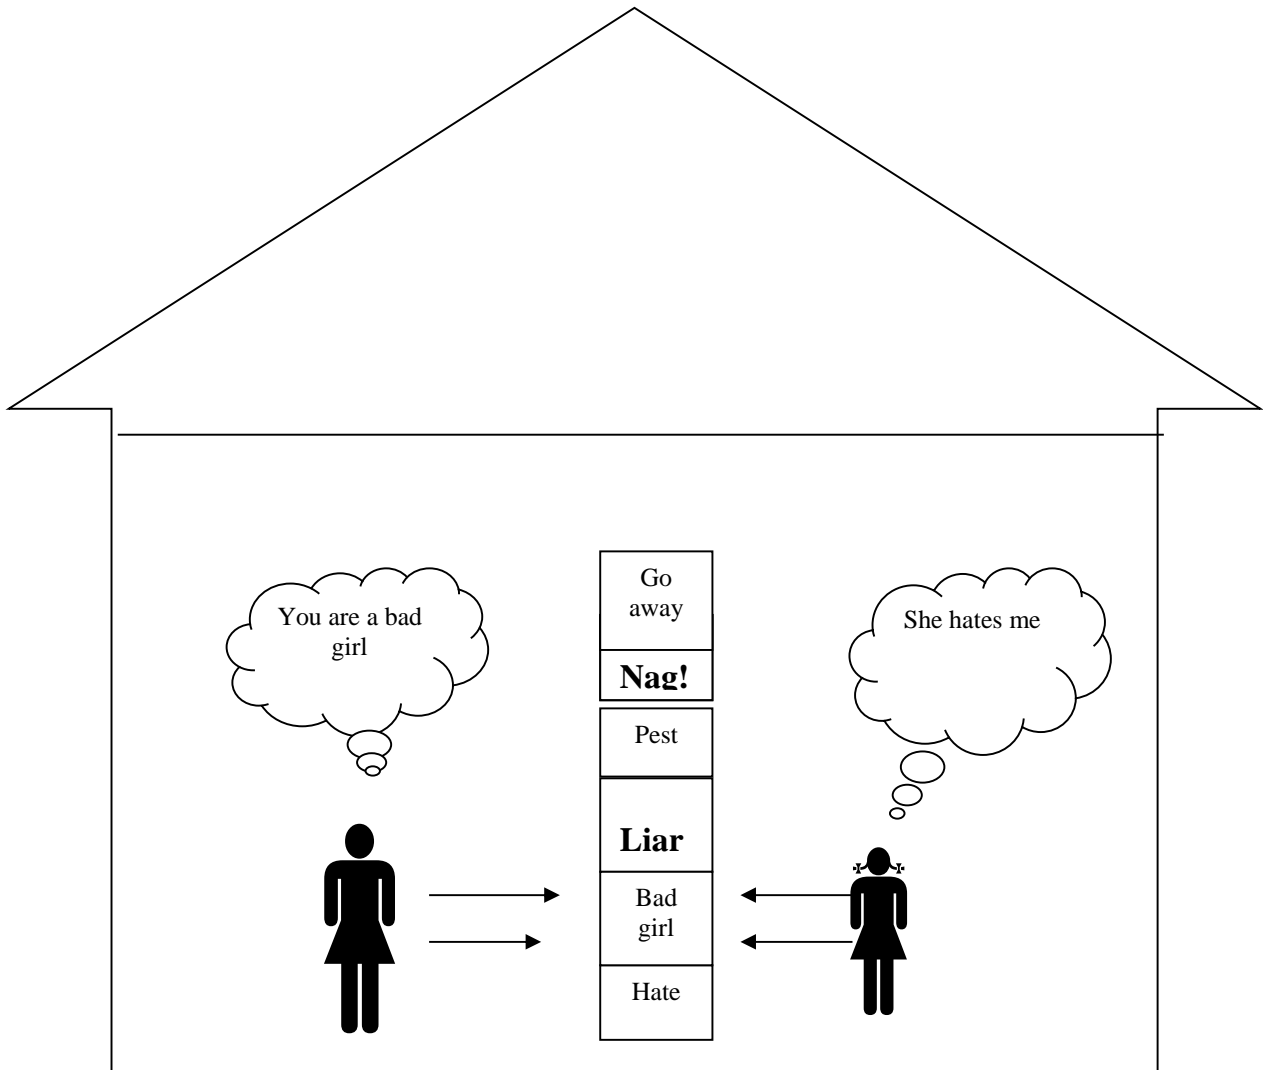 You are a bad
girl
Go
away
Nag!
Pest
Liar
Bad
girl
Hate
She hates me